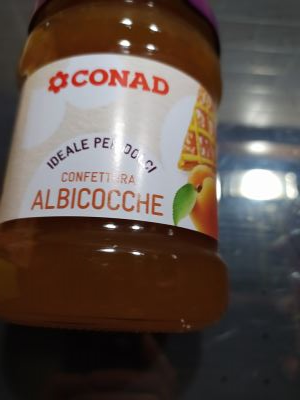 CONAD
IDEALE PER DOLCI
CONFETTURA
ALBICOCCHE